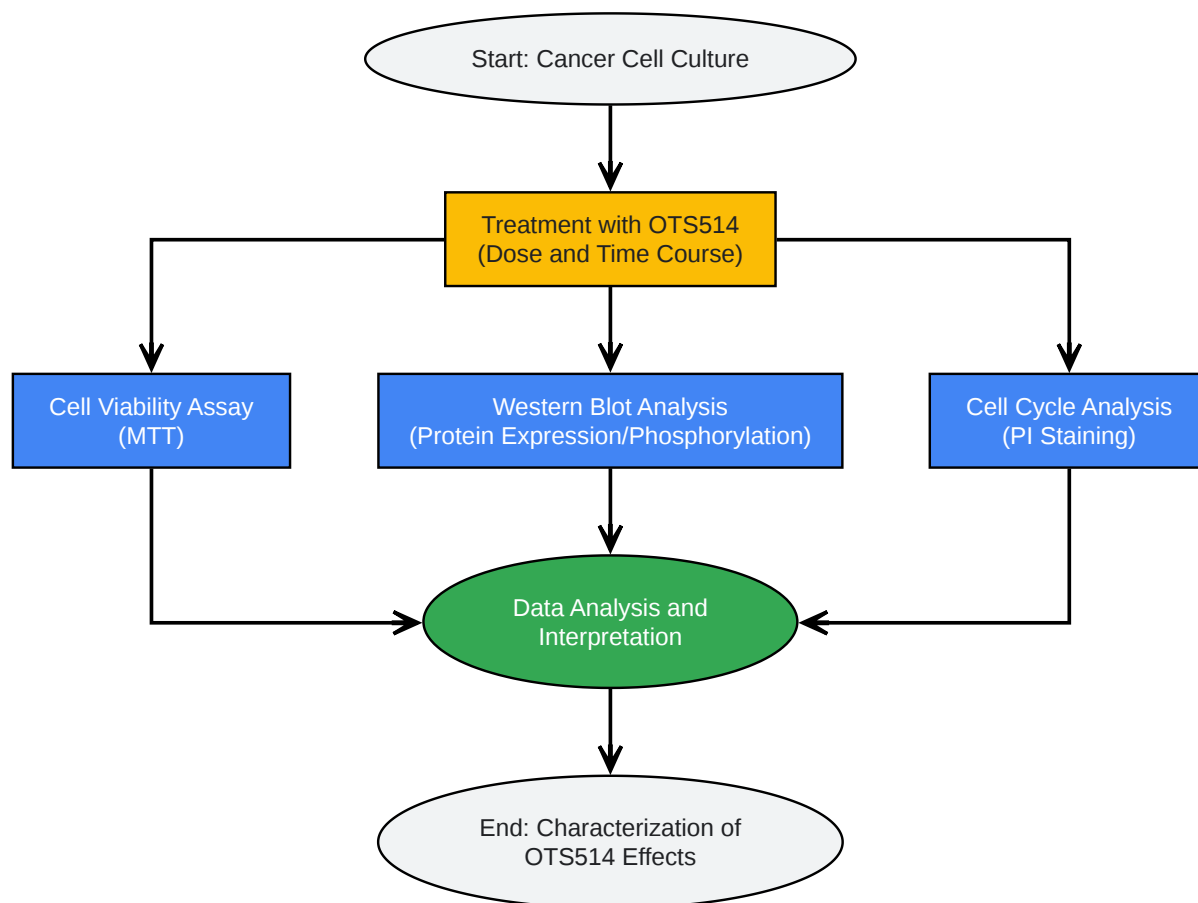 Start: Cancer Cell Culture
Treatment with OTS514
(Dose and Time Course)
Cell Viability Assay
(MTT)
Western Blot Analysis
(Protein Expression/Phosphorylation)
Cell Cycle Analysis
(PI Staining)
Data Analysis and
Interpretation
End: Characterization of
OTS514 Effects